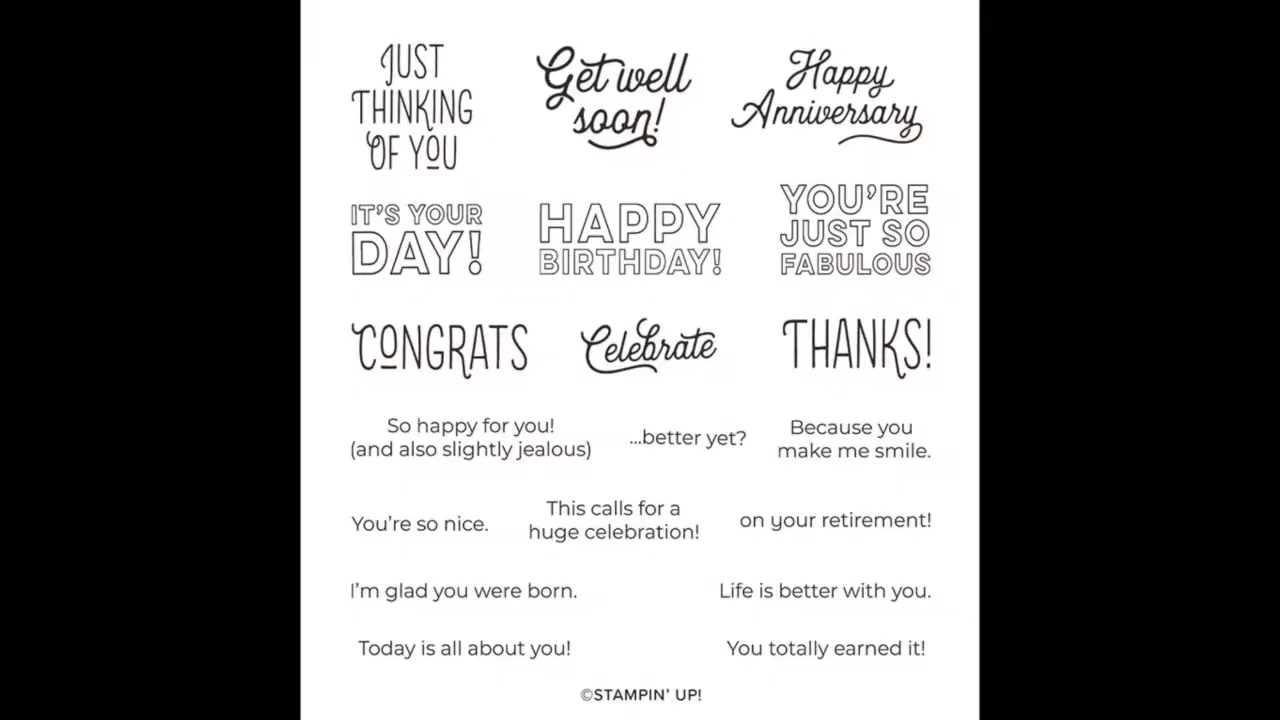 JUST
THINKING
OF YOU
Get well
soon!
Happy
Anniversary
IT'S YOUR
DAY!
HAPPY
BIRTHDAY!
YOU'RE
JUST SO
FABULOUS
CONGRATS
Celebrate
THANKS!
So happy for you!
(and also slightly jealous)
...better yet?
Because you
make me smile.
You're so nice.
This calls for a
huge celebration!
on your retirement!
I'm glad you were born.
Life is better with you.
Today is all about you!
You totally earned it!
©STAMPIN' UP!